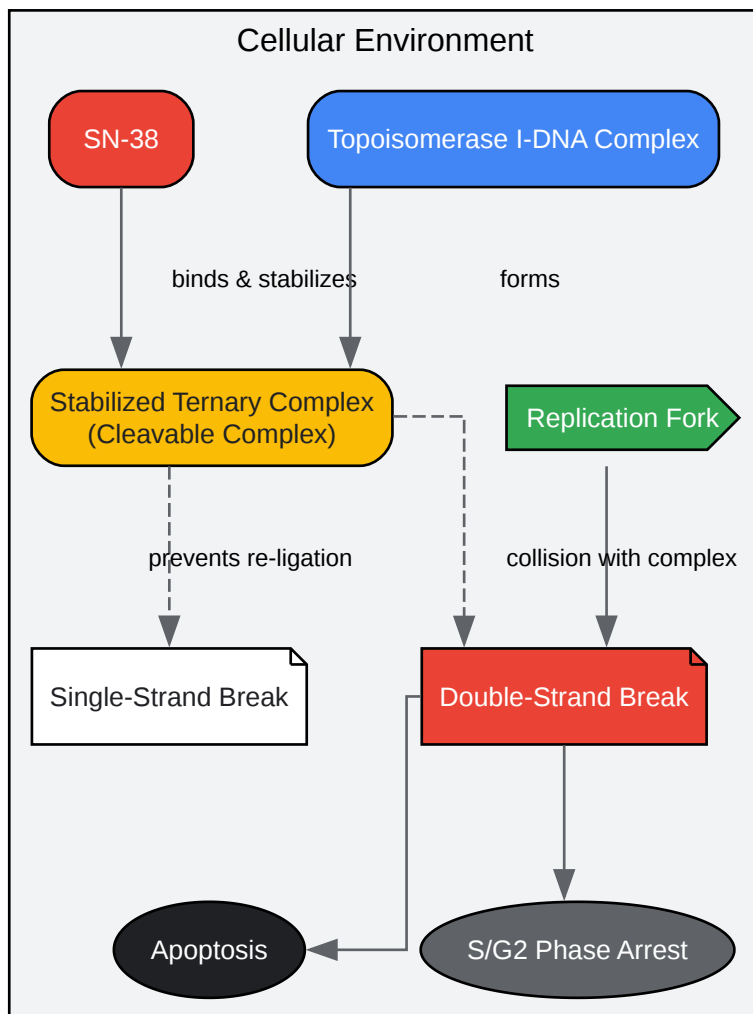 Cellular Environment
SN-38
Topoisomerase I-DNA Complex
binds & stabilizes
forms
Stabilized Ternary Complex
(Cleavable Complex)
Replication Fork
prevents re-ligation
collision with complex
Single-Strand Break
Double-Strand Break
Apoptosis
S/G2 Phase Arrest